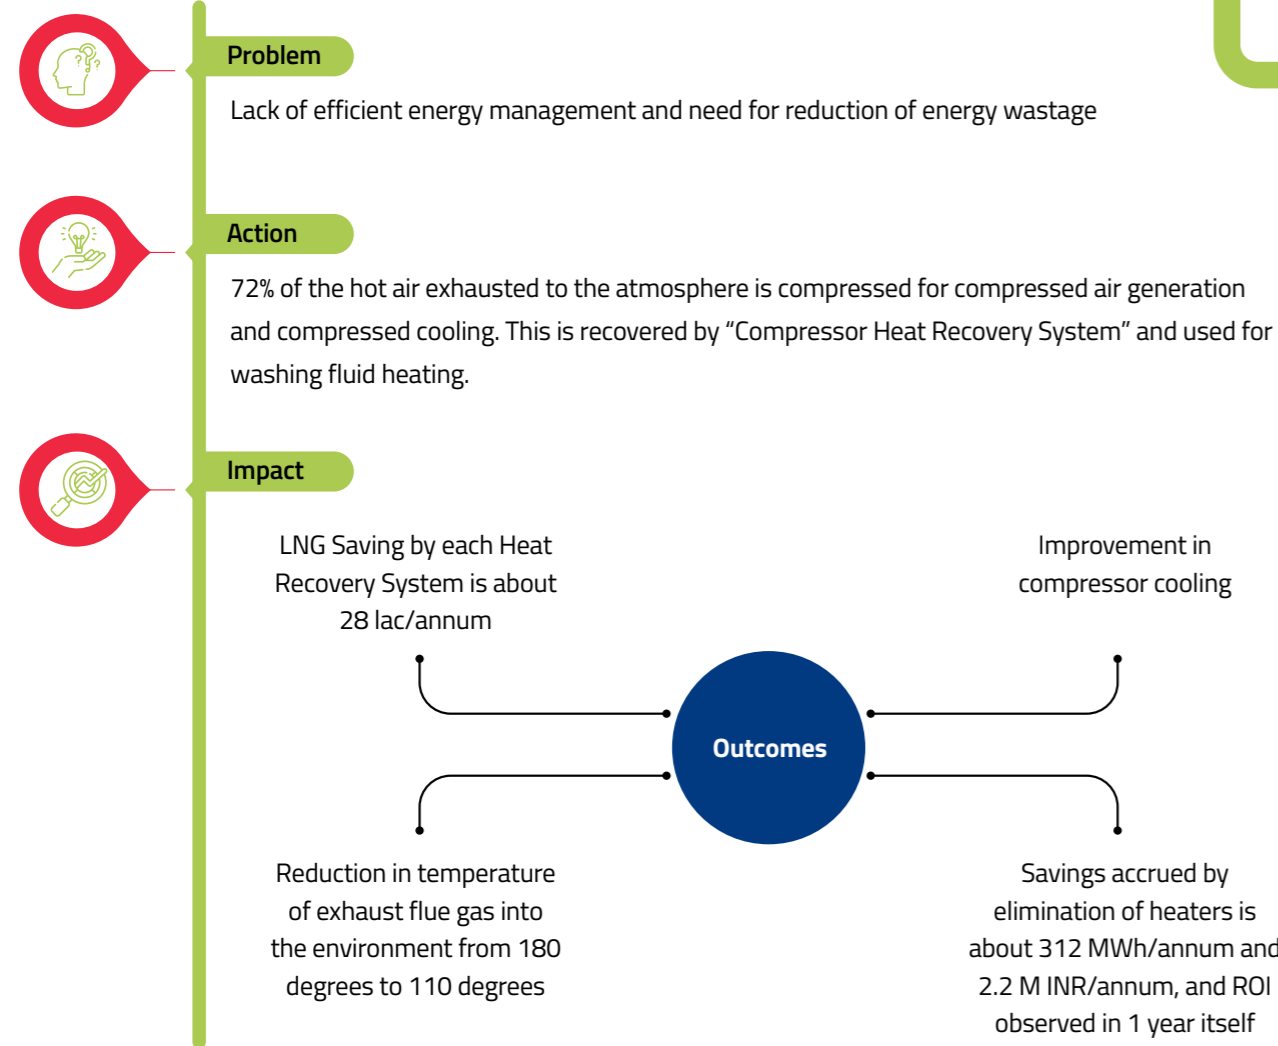 Problem
Lack of efficient energy management and need for reduction of energy wastage
Action
72% of the hot air exhausted to the atmosphere is compressed for compressed air generation
and compressed cooling. This is recovered by “Compressor Heat Recovery System” and used for
washing fluid heating.
Impact
LNG Saving by each Heat
Recovery System is about
28 lac/annum
Improvement in
compressor cooling
Outcomes
Reduction in temperature
of exhaust flue gas into
the environment from 180
degrees to 110 degrees
Savings accrued by
elimination of heaters is
about 312 MWh/annum and
2.2 M INR/annum, and ROI
observed in 1 year itself